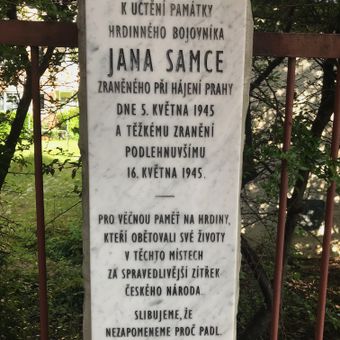 K UČTĚNÍ PAMÁTKY
HRDINNÉHO BOJOVNÍKA
JANA SAMCE
ZRANĚNÉHO PŘI HÁJENÍ PRAHY
DNE 5. KVĚTNA 1945
A TĚŽKÉMU ZRANĚNÍ
PODLEHNUVŠÍMU
16. KVĚTNA 1945.
PRO VĚČNOU PAMĚŤ NA HRDINY,
KTEŘÍ OBĚTOVALI SVÉ ŽIVOTY
V TĚCHTO MÍSTECH
ZA SPRAVEDLIVĚJŠÍ ZÍTŘEK
ČESKÉHO NÁRODA.
SLIBUJEME, ŽE
NEZAPOMENEME PROČ PADL.